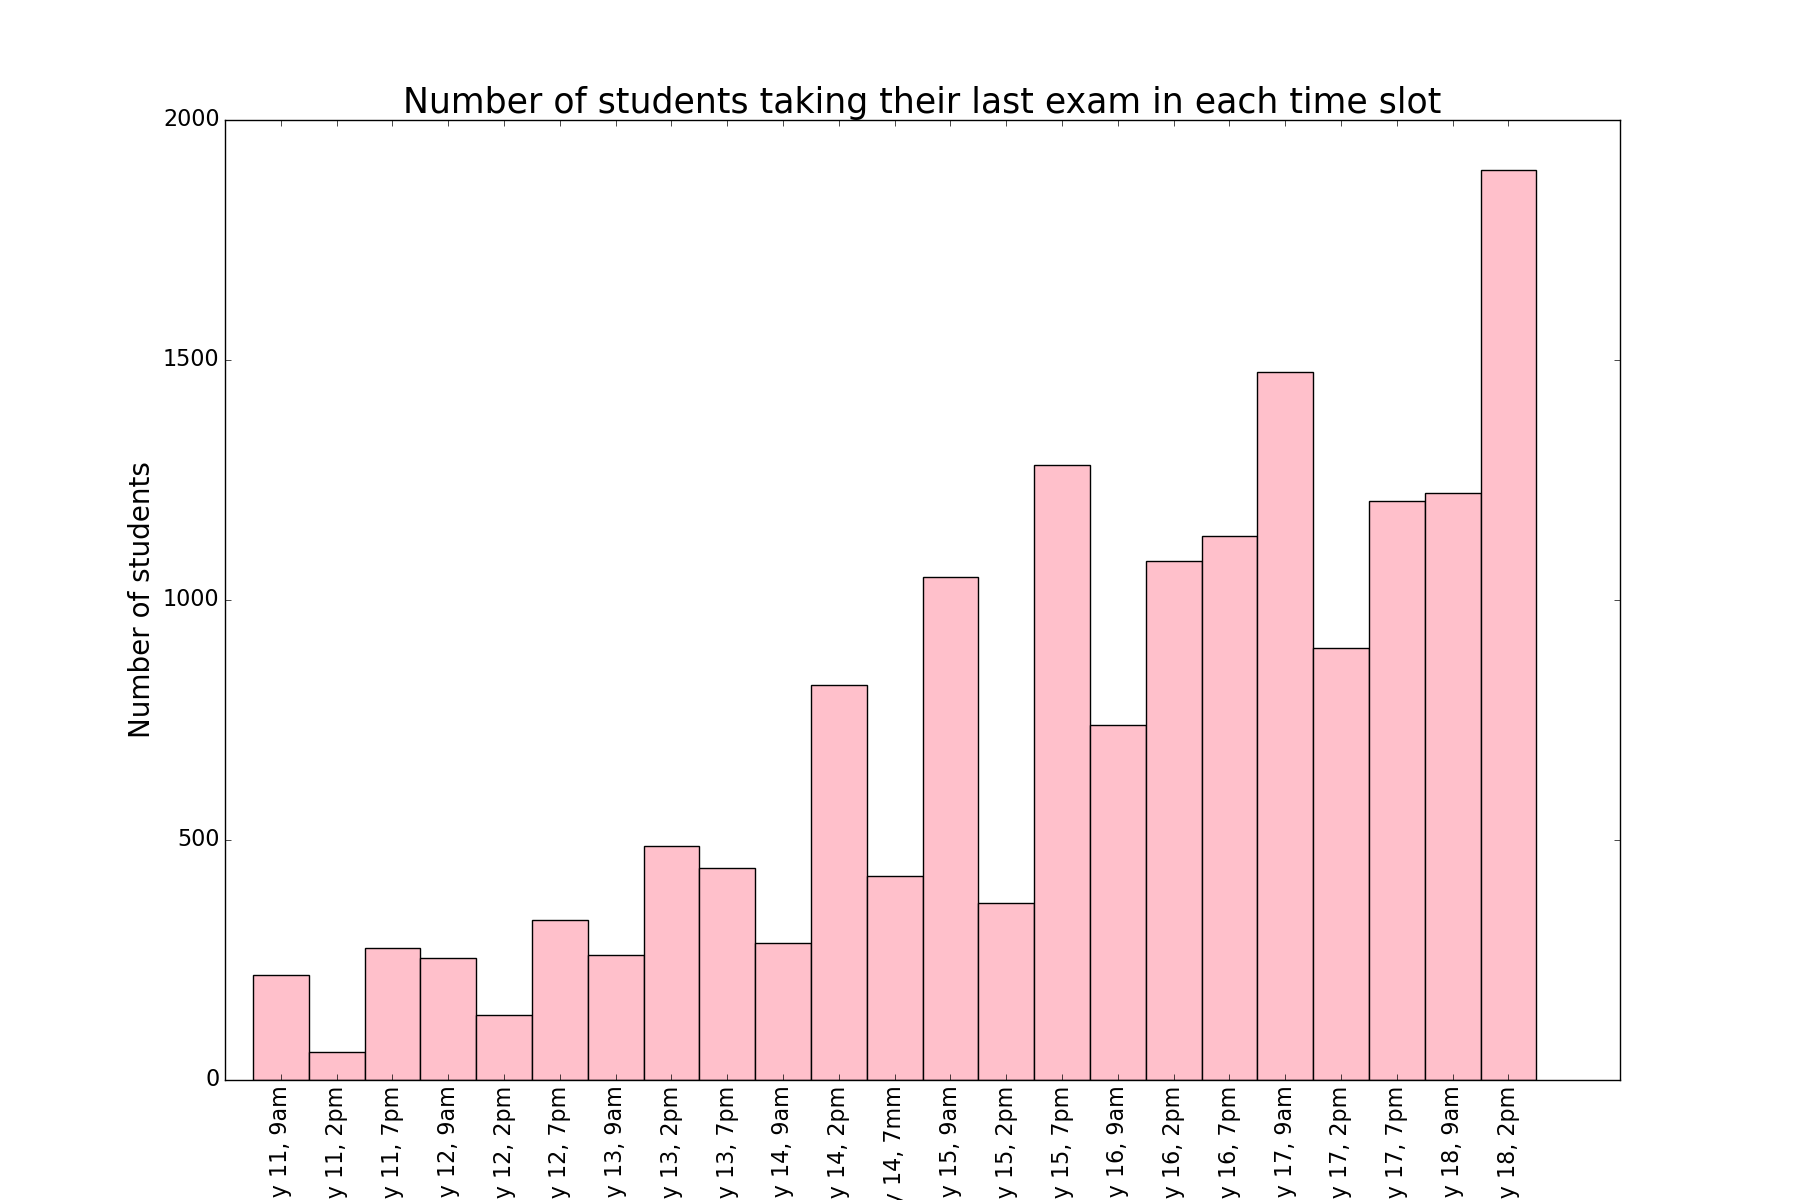 Number of students taking their last exam in each time slot
Number of students
2000
1500
1000
500
0
y 11, 9am
y 11, 2pm
y 11, 7pm
y 12, 9am
y 12, 2pm
y 12, 7pm
y 13, 9am
y 13, 2pm
y 13, 7pm
y 14, 9am
y 14, 2pm
y 14, 7mm
y 15, 9am
y 15, 2pm
y 15, 7pm
y 16, 9am
y 16, 2pm
y 16, 7pm
y 17, 9am
y 17, 2pm
y 17, 7pm
y 18, 9am
y 18, 2pm